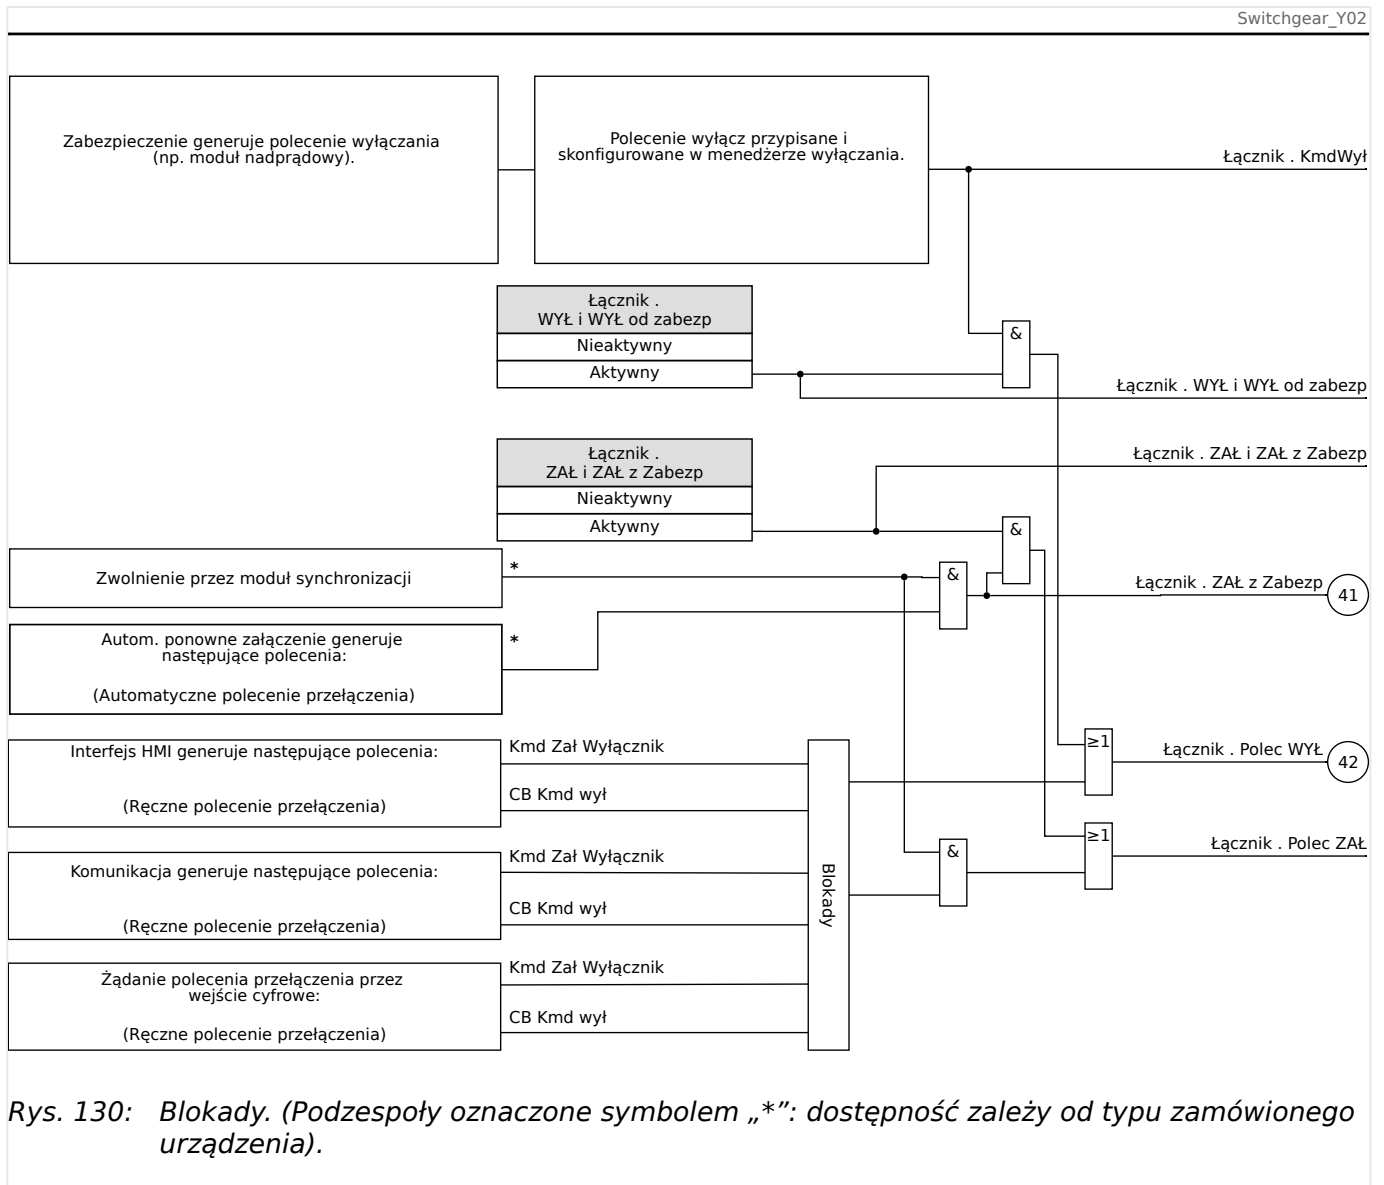 Switchgear_Y02
Zabezpieczenie generuje polecenie wyłączania
(np. moduł nadprądowy).
Polecenie wyłącz przypisane i
skonfigurowane w menedżerze wyłączania.
Łącznik . KmdWył
Łącznik .
WYŁ i WYŁ od zabezp
Nieaktywny
Aktywny
&
Łącznik . WYŁ i WYŁ od zabezp
Łącznik .
ZAŁ i ZAŁ z Zabezp
Nieaktywny
Aktywny
Łącznik . ZAŁ i ZAŁ z Zabezp
&
Zwolnienie przez moduł synchronizacji
*
&
Łącznik . ZAŁ z Zabezp
41
Autom. ponowne załączenie generuje
następujące polecenia:
(Automatyczne polecenie przełączenia)
*
Interfejs HMI generuje następujące polecenia:
(Ręczne polecenie przełączenia)
Kmd Zał Wyłącznik
CB Kmd wył
≥1
Łącznik . Polec WYŁ
42
Komunikacja generuje następujące polecenia:
(Ręczne polecenie przełączenia)
Kmd Zał Wyłącznik
CB Kmd wył
Blokady
&
≥1
Łącznik . Polec ZAŁ
Żądanie polecenia przełączenia przez
wejście cyfrowe:
(Ręczne polecenie przełączenia)
Kmd Zał Wyłącznik
CB Kmd wył
Rys. 130: Blokady. (Podzespoły oznaczone symbolem „*”: dostępność zależy od typu zamówionego
urządzenia).